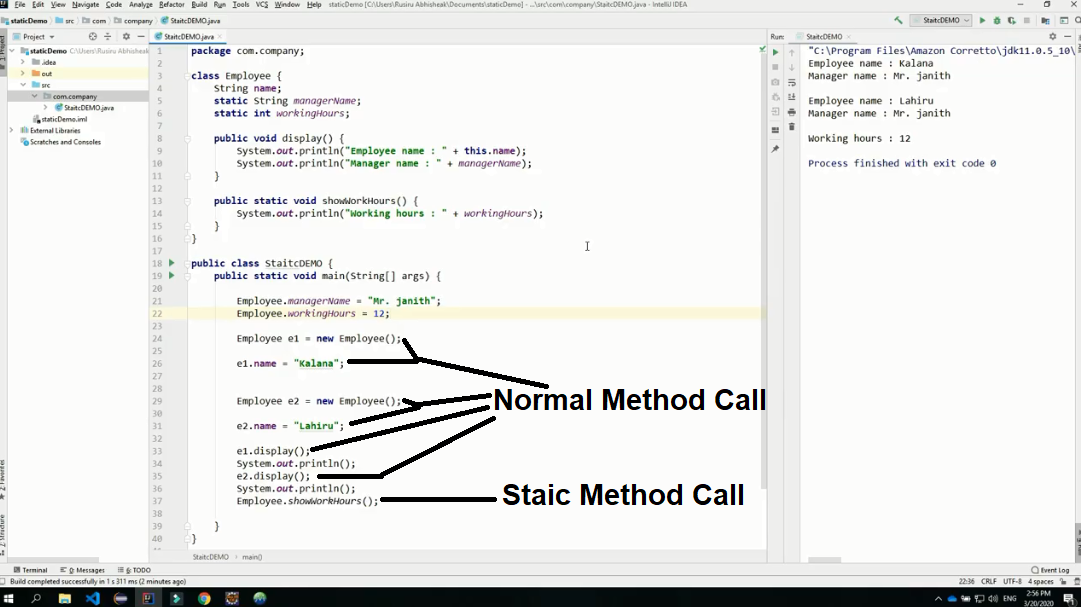 File Edit View Navigate Code Analyze Refactor Build Run Tools VCS Window Help staticDemo [C:\Users\Rusiru Abhisheak\Documents\staticDemo] - ...\src\com\company\StaitcDEMO.java - IntelliJ IDEA
staticDemo src com company StaitcDEMO.java
StaitcDEMO
Project
StaitcDEMO.java
Run: StaitcDEMO
staticDemo C:\Users\Rusiru Abhisheak\
.idea
out
src
com.company
StaitcDEMO.java
staticDemo.iml
External Libraries
Scratches and Consoles
1 package com.company;
2
3 class Employee {
4 String name;
5 static String managerName;
6 static int workingHours;
7
8 public void display() {
9 System.out.println("Employee name : " + this.name);
10 System.out.println("Manager name : " + managerName);
11 }
12
13 public static void showWorkHours() {
14 System.out.println("Working hours : " + workingHours);
15 }
16 }
17
18 public class StaitcDEMO {
19 public static void main(String[] args) {
20
21 Employee.managerName = "Mr. janith";
22 Employee.workingHours = 12;
23
24 Employee e1 = new Employee();
25
26 e1.name = "Kalana";
27
28
29 Employee e2 = new Employee();
30
31 e2.name = "Lahiru";
32
33 e1.display();
34 System.out.println();
35 e2.display();
36 System.out.println();
37 Employee.showWorkHours();
38
39 }
40 }
Normal Method Call
Staic Method Call
StaitcDEMO main()
"C:\Program Files\Amazon Corretto\jdk11.0.5_10\
Employee name : Kalana
Manager name : Mr. janith
Employee name : Lahiru
Manager name : Mr. janith
Working hours : 12
Process finished with exit code 0
1: Project
2: Favorites
7: Structure
Terminal 0: Messages 6: TODO
Event Log
Build completed successfully in 1 s 311 ms (2 minutes ago)
22:36 CRLF UTF-8 4 spaces
ENG
2:56 PM
3/20/2020